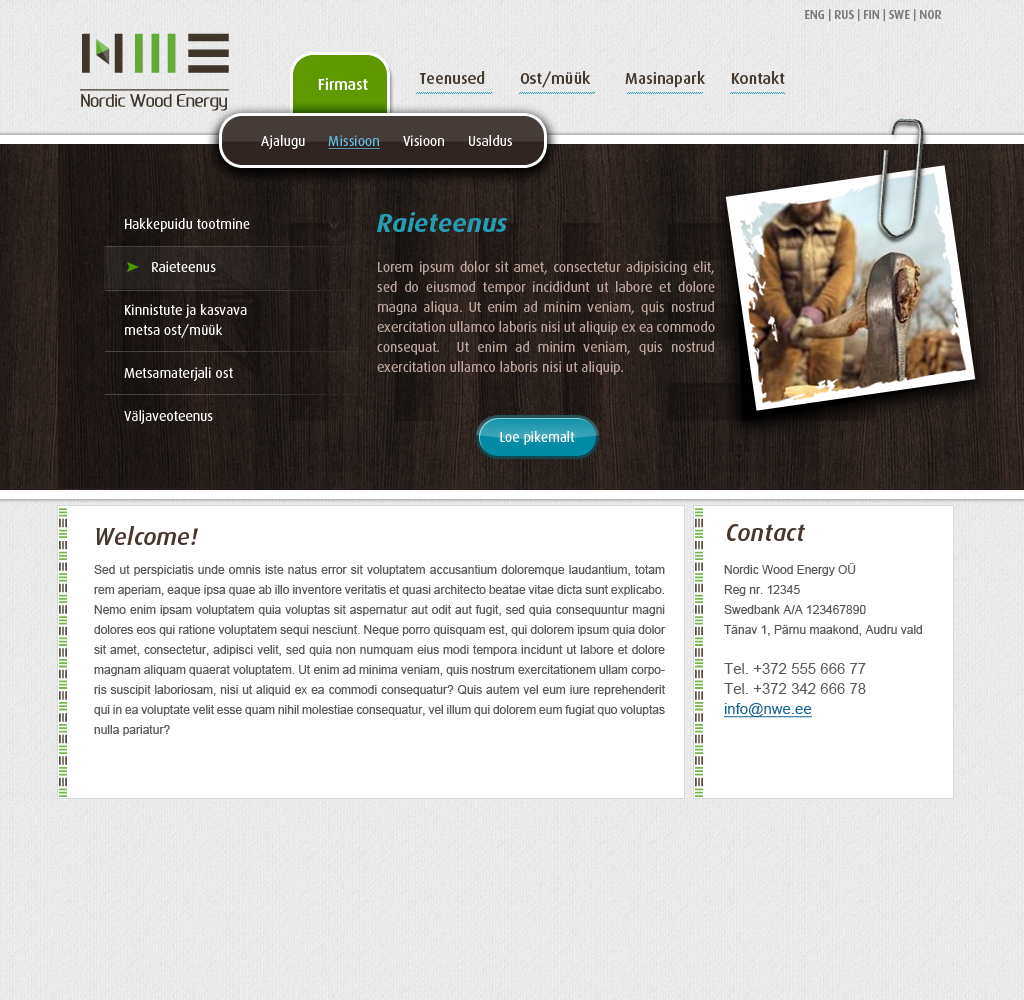 ENG | RUS | FIN | SWE | NOR
NWE
Nordic Wood Energy
Firmast
Teenused
Ost/müük
Masinapark
Kontakt
Ajalugu
Missioon
Visioon
Usaldus
Hakkepuidu tootmine
Raieteenus
Kinnistute ja kasvava
metsa ost/müük
Metsamaterjali ost
Väljaveoteenus
Raieteenus
Lorem ipsum dolor sit amet, consectetur adipisicing elit,
sed do eiusmod tempor incididunt ut labore et dolore
magna aliqua. Ut enim ad minim veniam, quis nostrud
exercitation ullamco laboris nisi ut aliquip ex ea commodo
consequat. Ut enim ad minim veniam, quis nostrud
exercitation ullamco laboris nisi ut aliquip.
Loe pikemalt
Welcome!
Sed ut perspiciatis unde omnis iste natus error sit voluptatem accusantium doloremque laudantium, totam
rem aperiam, eaque ipsa quae ab illo inventore veritatis et quasi architecto beatae vitae dicta sunt explicabo.
Nemo enim ipsam voluptatem quia voluptas sit aspernatur aut odit aut fugit, sed quia consequuntur magni
dolores eos qui ratione voluptatem sequi nesciunt. Neque porro quisquam est, qui dolorem ipsum quia dolor
sit amet, consectetur, adipisci velit, sed quia non numquam eius modi tempora incidunt ut labore et dolore
magnam aliquam quaerat voluptatem. Ut enim ad minima veniam, quis nostrum exercitationem ullam corpo-
ris suscipit laboriosam, nisi ut aliquid ex ea commodi consequatur? Quis autem vel eum iure reprehenderit
qui in ea voluptate velit esse quam nihil molestiae consequatur, vel illum qui dolorem eum fugiat quo voluptas
nulla pariatur?
Contact
Nordic Wood Energy OÜ
Reg nr. 12345
Swedbank A/A 123467890
Tänav 1, Pärnu maakond, Audru vald
Tel. +372 555 666 77
Tel. +372 342 666 78
info@nwe.ee